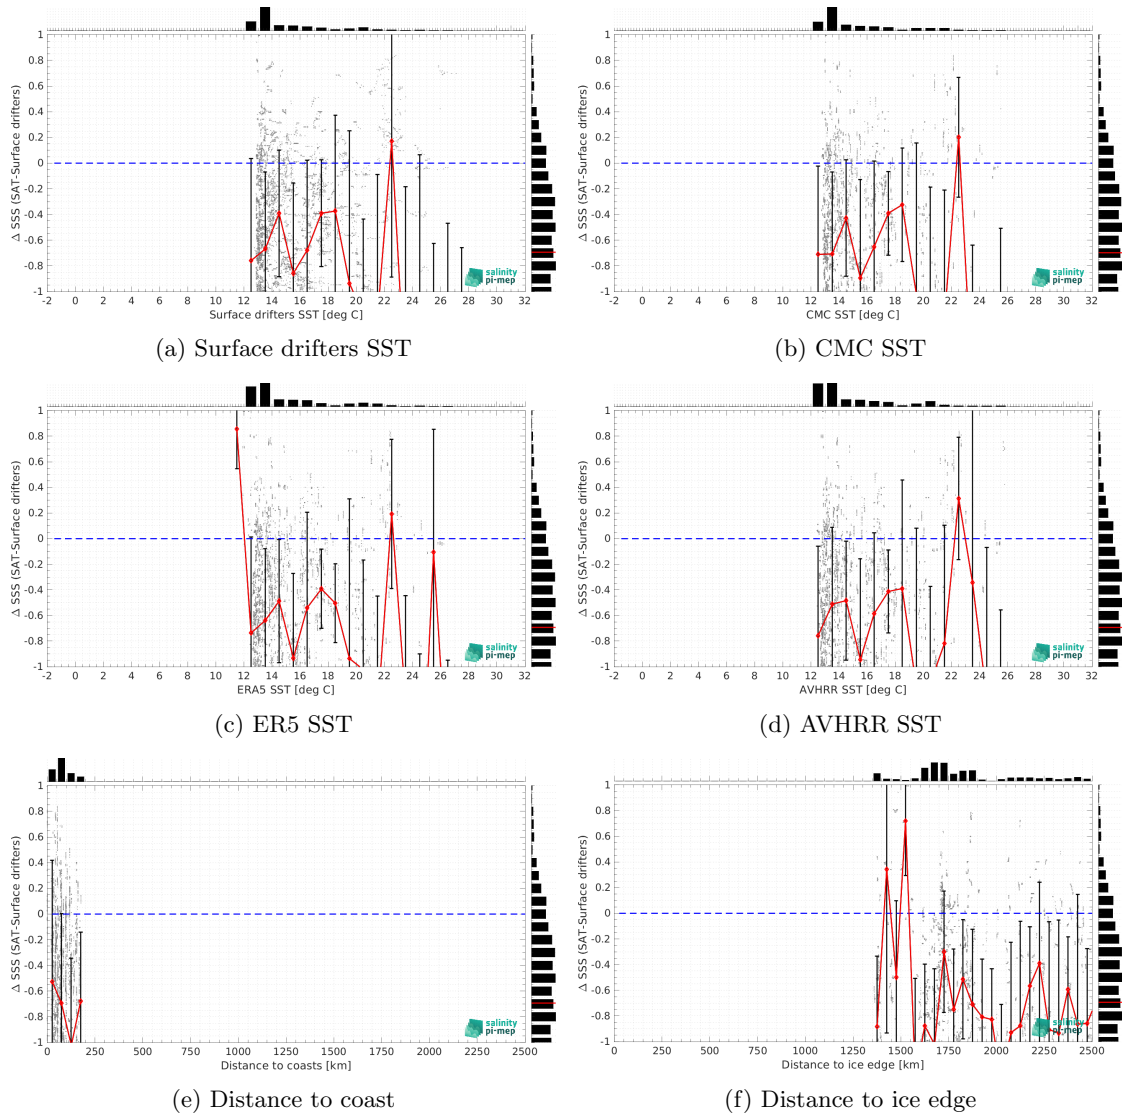 1
0.8
0.6
0.4
0.2
0
-0.2
-0.4
-0.6
-0.8
-1
Δ SSS (SAT-Surface drifters)
-2 0 2 4 6 8 10 12 14 16 18 20 22 24 26 28 30 32
Surface drifters SST [deg C]
salinity
pi-mep
(a) Surface drifters SST
1
0.8
0.6
0.4
0.2
0
-0.2
-0.4
-0.6
-0.8
-1
Δ SSS (SAT-Surface drifters)
-2 0 2 4 6 8 10 12 14 16 18 20 22 24 26 28 30 32
CMC SST [deg C]
salinity
pi-mep
(b) CMC SST
1
0.8
0.6
0.4
0.2
0
-0.2
-0.4
-0.6
-0.8
-1
Δ SSS (SAT-Surface drifters)
-2 0 2 4 6 8 10 12 14 16 18 20 22 24 26 28 30 32
ERA5 SST [deg C]
salinity
pi-mep
(c) ER5 SST
1
0.8
0.6
0.4
0.2
0
-0.2
-0.4
-0.6
-0.8
-1
Δ SSS (SAT-Surface drifters)
-2 0 2 4 6 8 10 12 14 16 18 20 22 24 26 28 30 32
AVHRR SST [deg C]
salinity
pi-mep
(d) AVHRR SST
1
0.8
0.6
0.4
0.2
0
-0.2
-0.4
-0.6
-0.8
-1
Δ SSS (SAT-Surface drifters)
0 250 500 750 1000 1250 1500 1750 2000 2250 2500
Distance to coasts [km]
salinity
pi-mep
(e) Distance to coast
1
0.8
0.6
0.4
0.2
0
-0.2
-0.4
-0.6
-0.8
-1
Δ SSS (SAT-Surface drifters)
0 250 500 750 1000 1250 1500 1750 2000 2250 2500
Distance to ice edge [km]
salinity
pi-mep
(f) Distance to ice edge